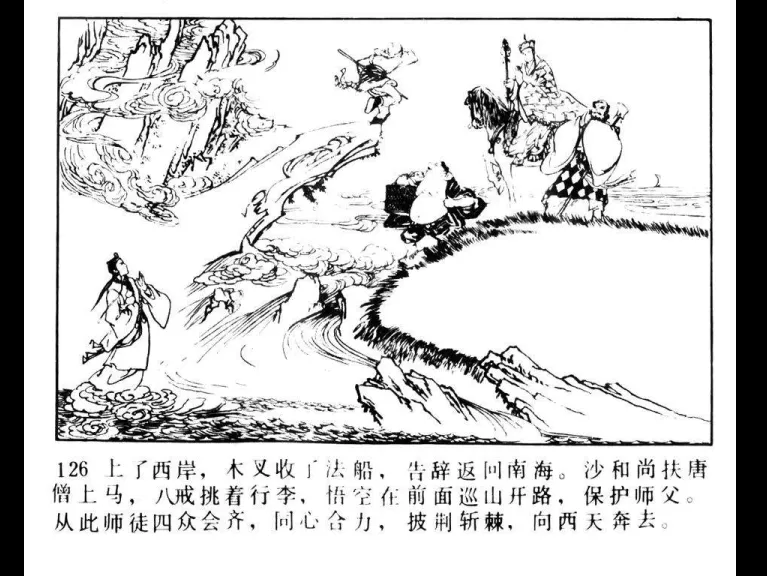 126 上了西岸，木叉收了法船，告辞返回南海。沙和尚扶唐
僧上马，八戒挑着行李，悟空在前面巡山开路，保护师父。
从此师徒四众会齐，同心合力，披荆斩棘，向西天奔去。